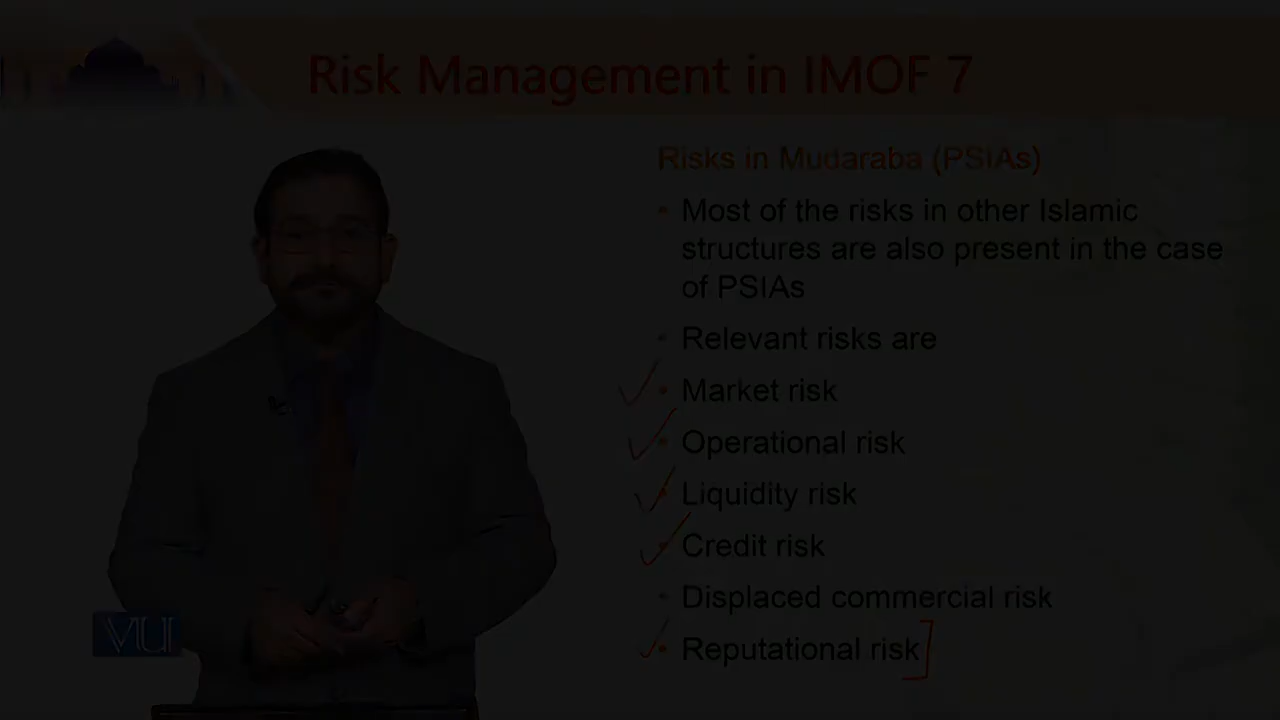 Risk Management in IMOF 7
Risks in Mudaraba (PSIAs)
• Most of the risks in other Islamic
structures are also present in the case
of PSIAs
• Relevant risks are
• Market risk
• Operational risk
• Liquidity risk
• Credit risk
• Displaced commercial risk
• Reputational risk
VU